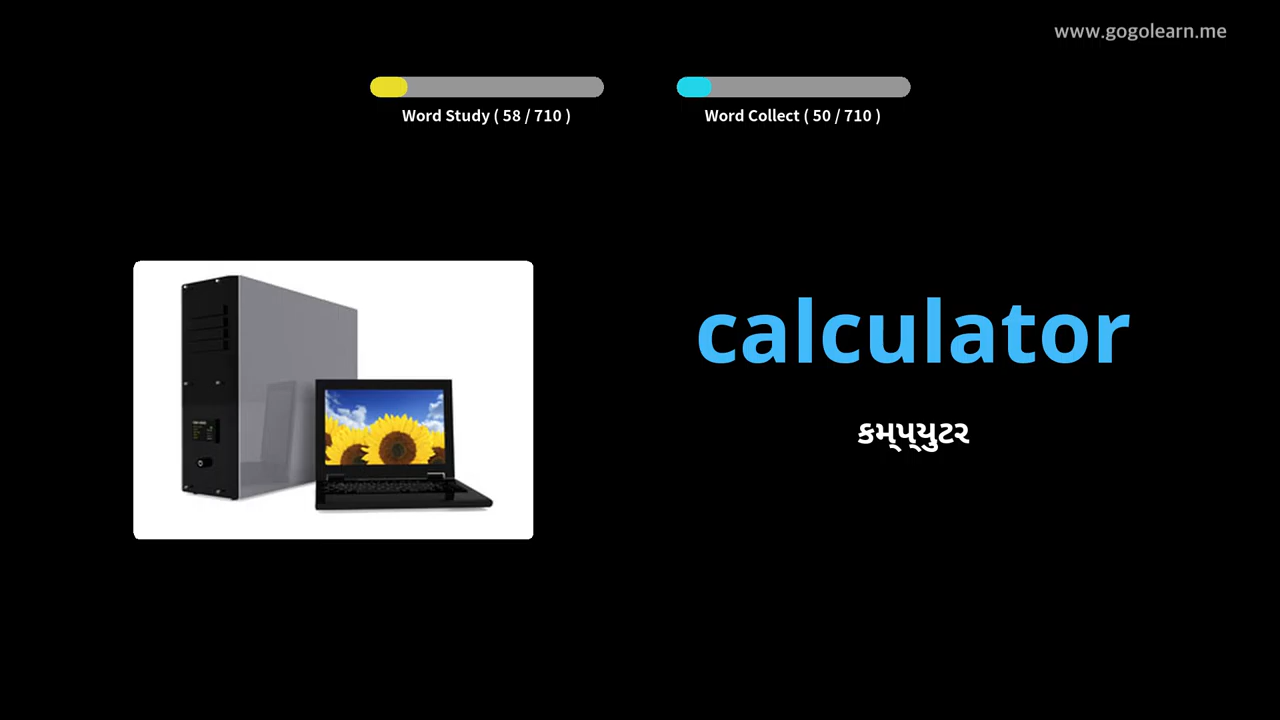 www.gogolearn.me
Word Study ( 58 / 710 )
Word Collect ( 50 / 710 )
calculator
કમ્પ્યુટર